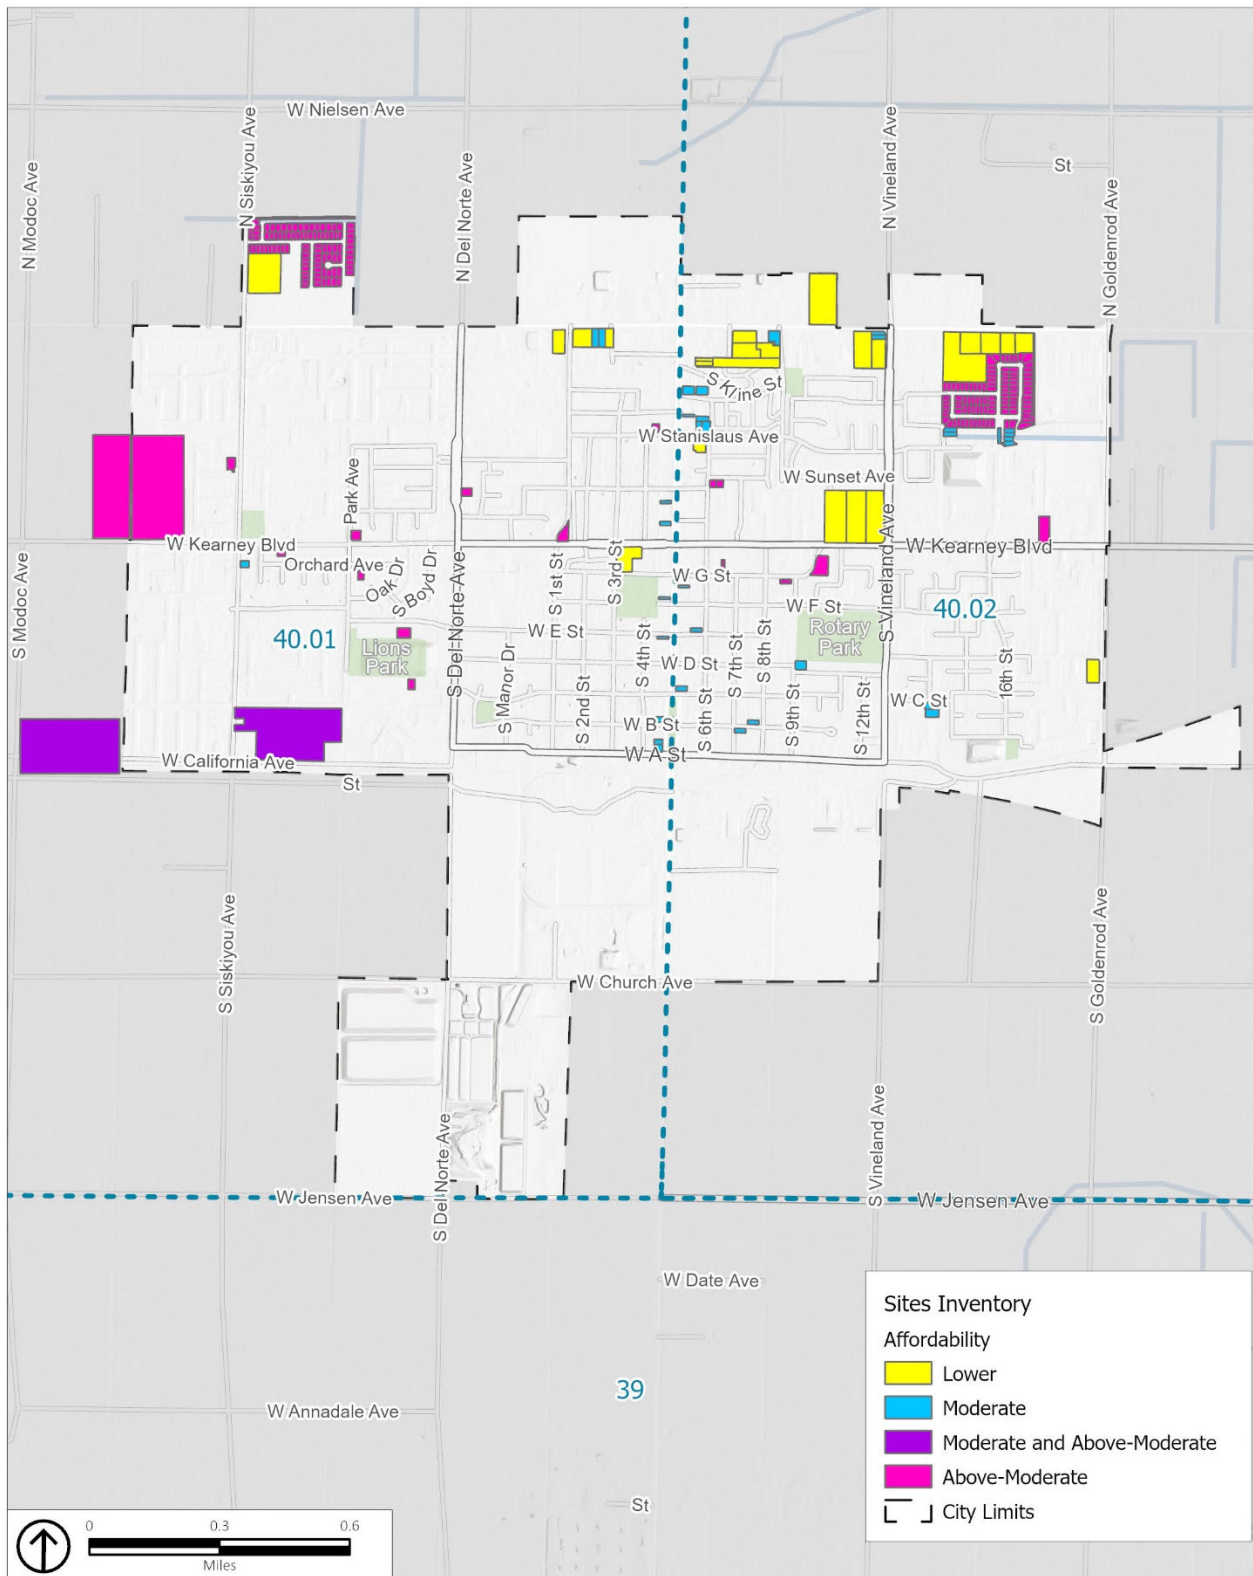 W Nielsen Ave
N Modoc Ave
N Siskiyou Ave
N Del Norte Ave
N Vineland Ave
St
N Goldenrod Ave
S Kline St
W Stanislaus Ave
W Sunset Ave
Park Ave
W Kearney Blvd
W Kearney Blvd
Orchard Ave
Oak Dr
S Boyd Dr
S 1st St
S 3rd St
W G St
W F St
S Modoc Ave
40.01
W E St
40.02
Lions
Park
Rotary
Park
S Del Norte Ave
S Vineland Ave
S Manor Dr
S 2nd St
S 4th St
W D St
S 6th St
S 7th St
S 8th St
S 9th St
S 12th St
16th St
W C St
W B St
W A St
W California Ave
St
S Siskiyou Ave
W Church Ave
S Goldenrod Ave
S Del Norte Ave
S Vineland Ave
W Jensen Ave
W Jensen Ave
W Date Ave
39
W Annadale Ave
St
Sites Inventory
Affordability
Lower
Moderate
Moderate and Above-Moderate
Above-Moderate
City Limits
0 0.3 0.6
Miles